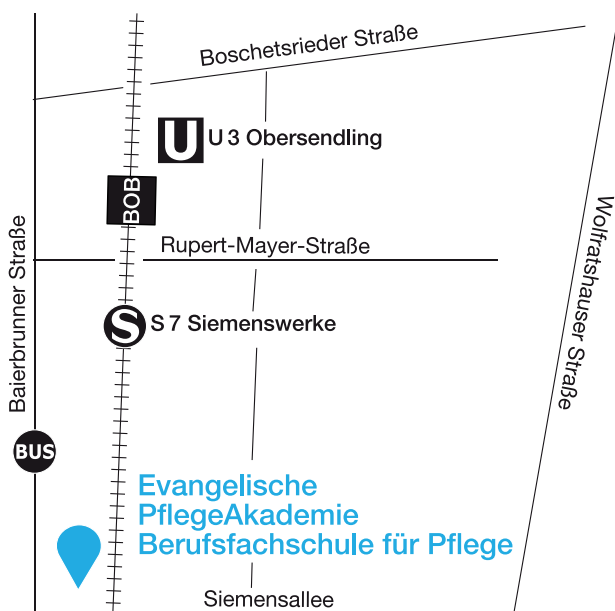 Boschetsrieder Straße
U
U 3 Obersendling
BOB
Rupert-Mayer-Straße
Baierbrunner Straße
Wolfratshauser Straße
S
S 7 Siemenswerke
BUS
Evangelische
PflegeAkademie
Berufsfachschule für Pflege
Siemensallee